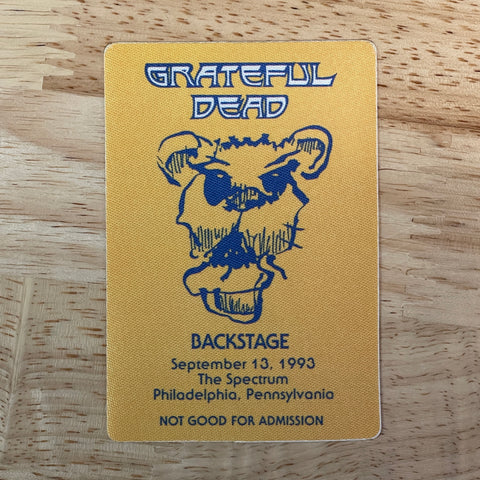 GRATEFUL
DEAD
BACKSTAGE
September 13, 1993
The Spectrum
Philadelphia, Pennsylvania
NOT GOOD FOR ADMISSION